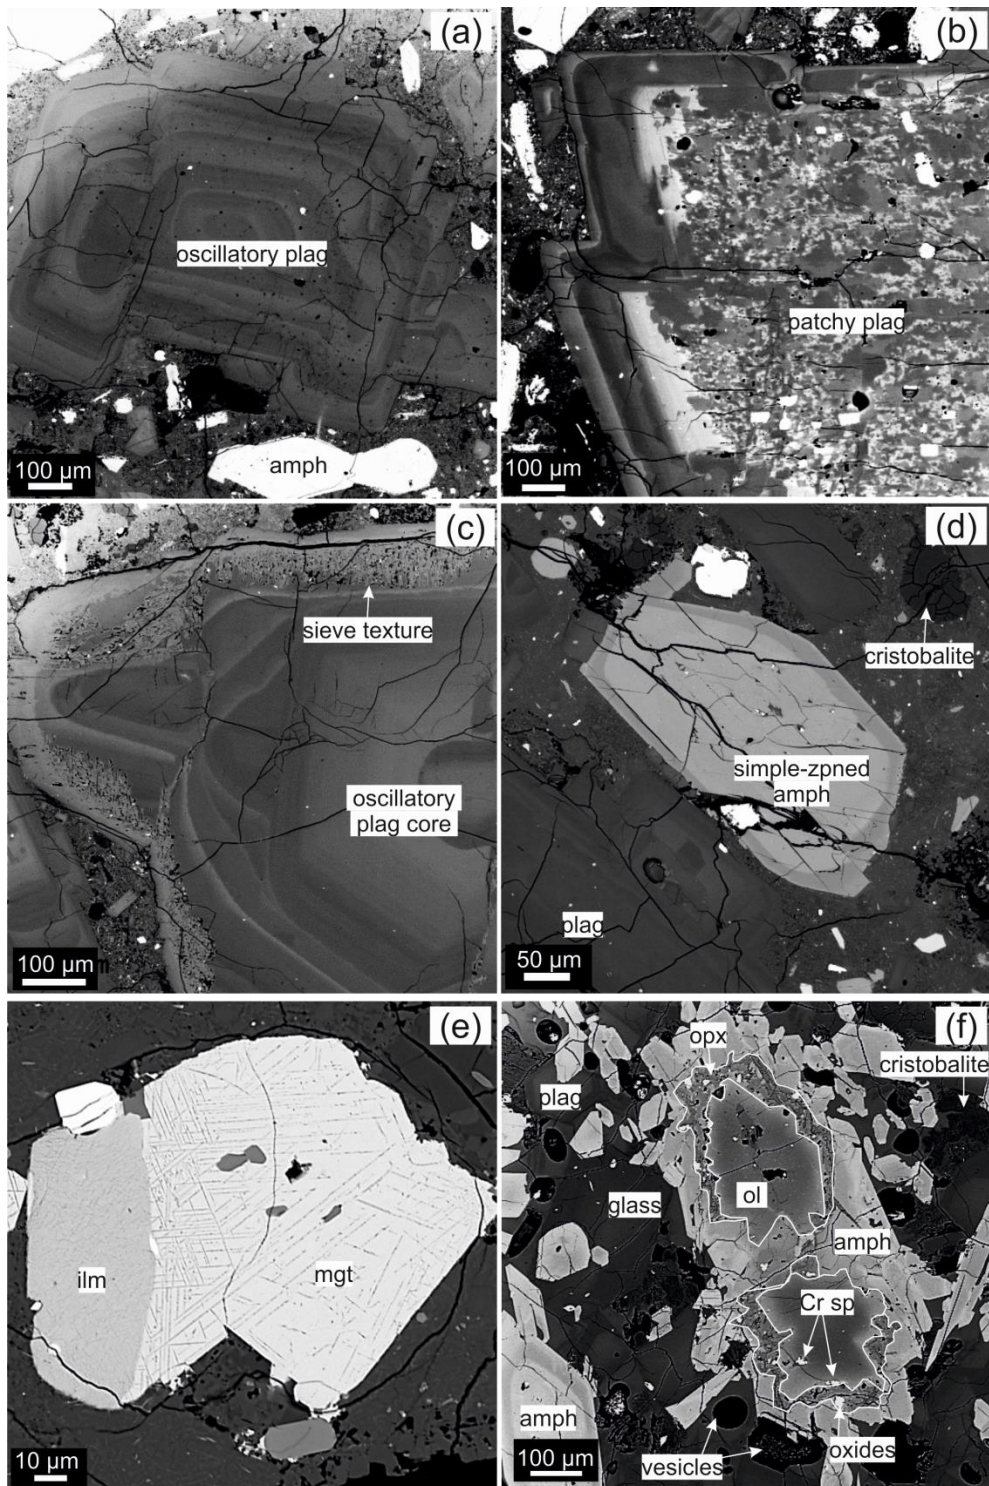 (a)
oscillatory plag
amph
100 µm
(b)
patchy plag
100 µm
(c)
sieve texture
oscillatory
plag core
100 µm
(d)
cristobalite
simple-zpned
amph
plag
50 µm
(e)
ilm
mgt
10 µm
(f)
opx
cristobalite
plag
ol
glass
amph
Cr sp
amph
oxides
vesicles
100 µm